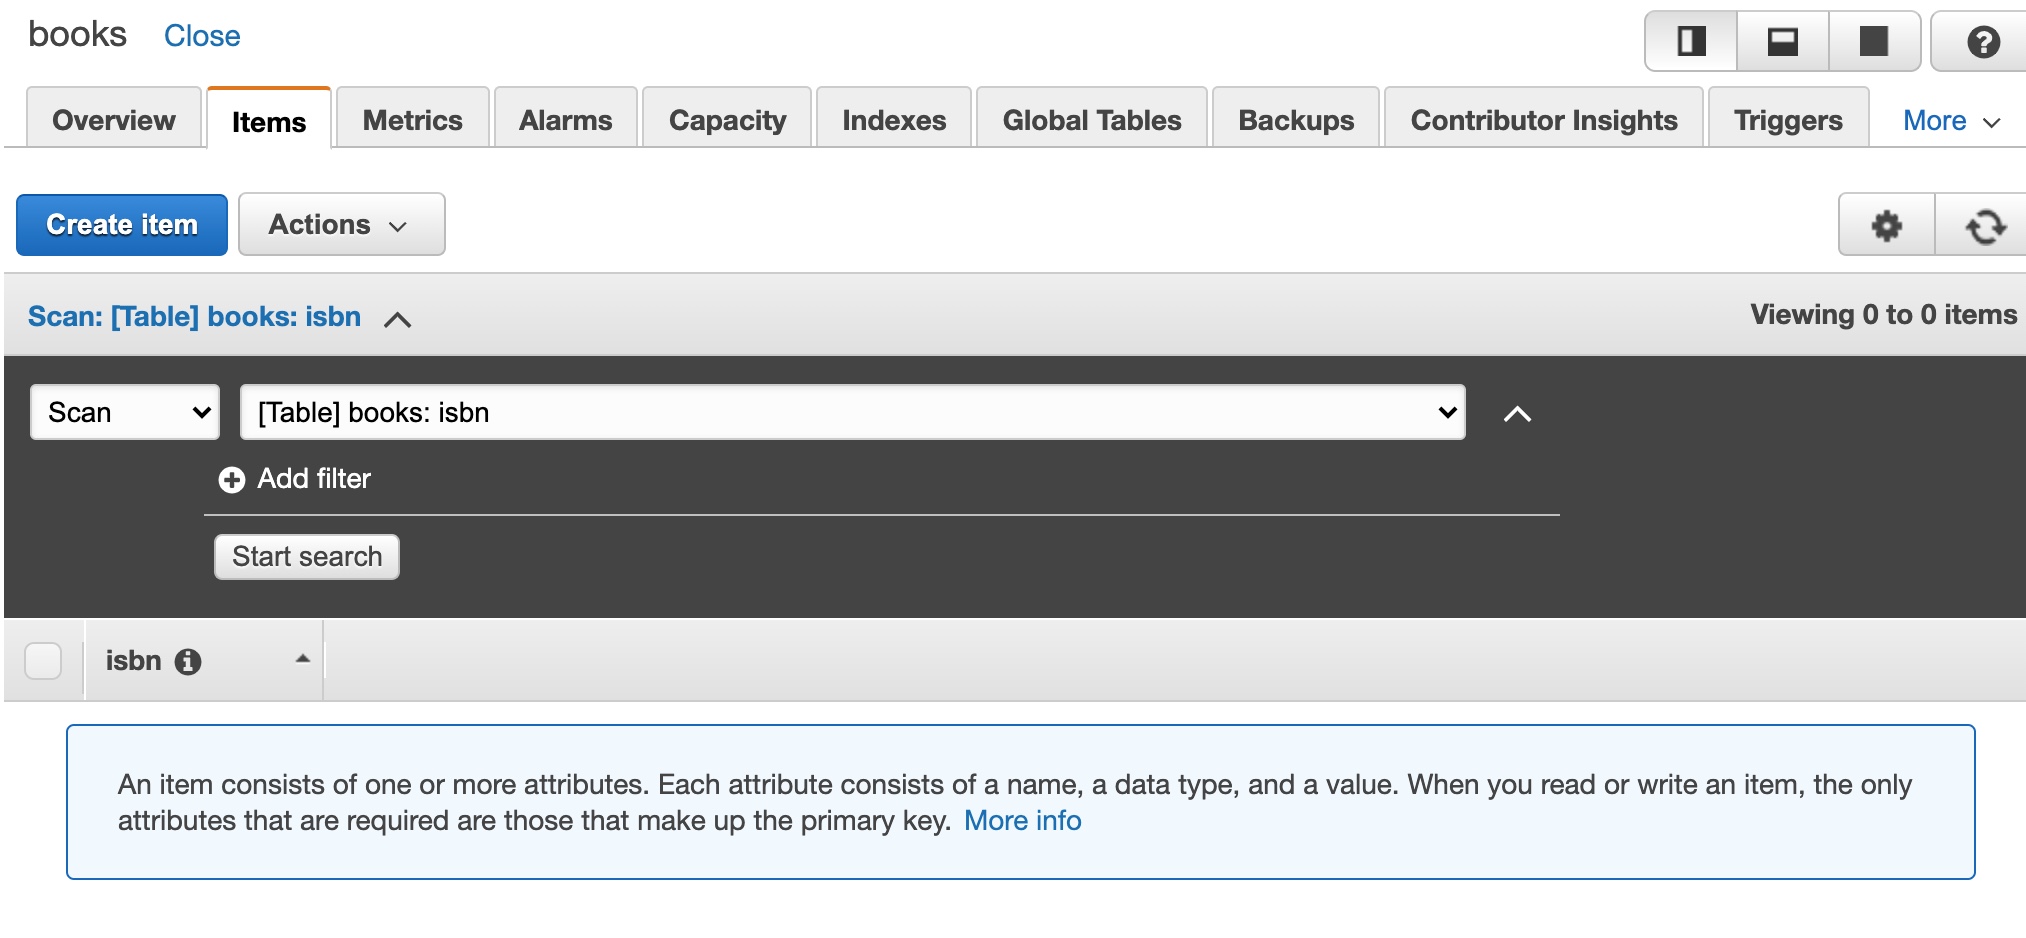 books Close
Overview Items Metrics Alarms Capacity Indexes Global Tables Backups Contributor Insights Triggers More
Create item Actions
Scan: [Table] books: isbn Viewing 0 to 0 items
Scan [Table] books: isbn
Add filter
Start search
isbn
An item consists of one or more attributes. Each attribute consists of a name, a data type, and a value. When you read or write an item, the only
attributes that are required are those that make up the primary key. More info